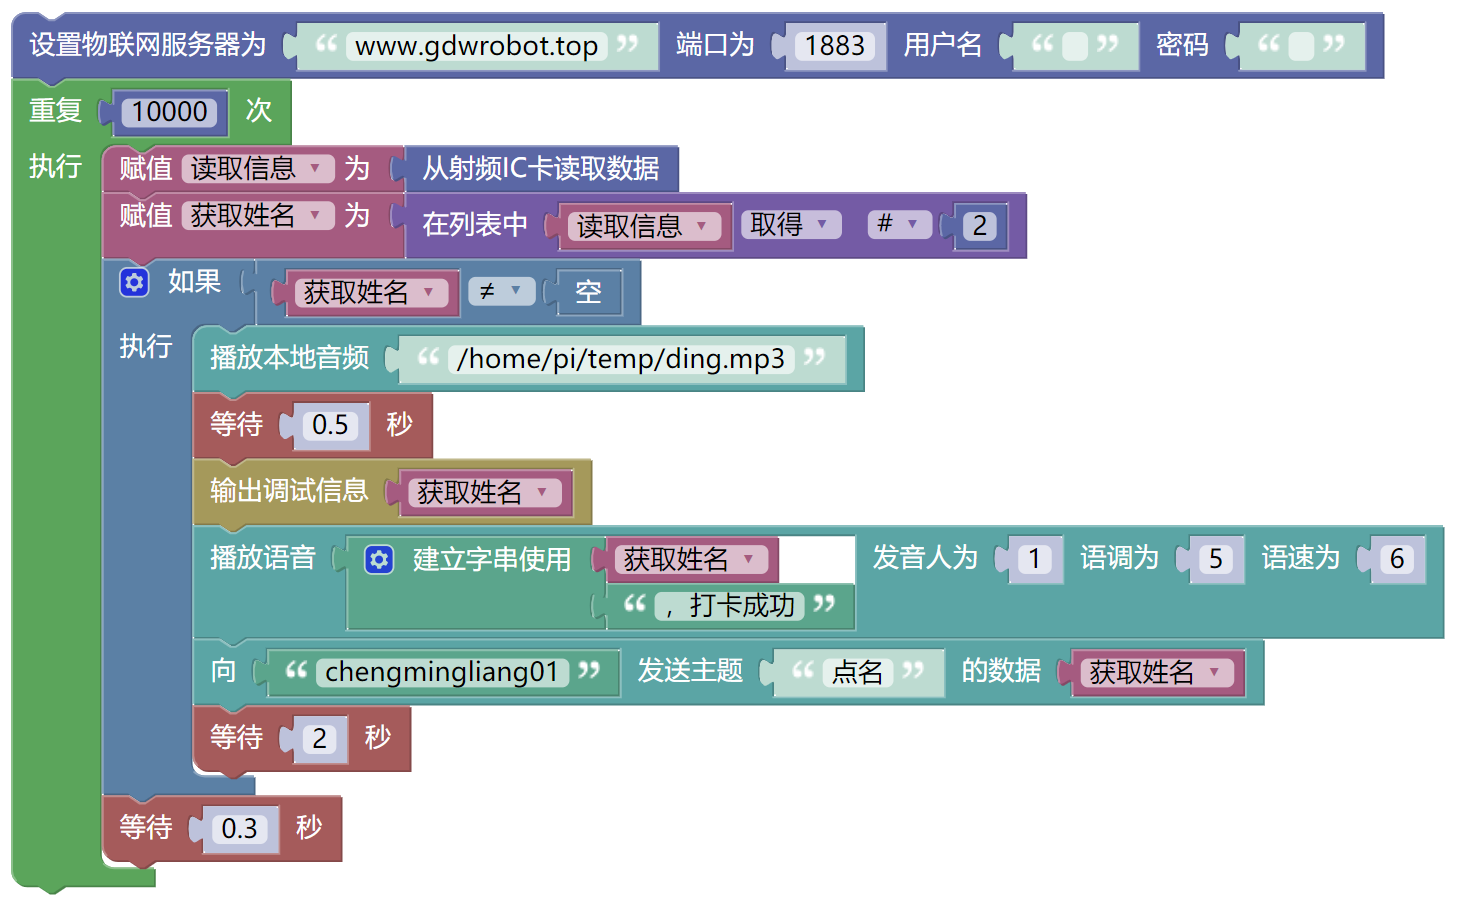 设置物联网服务器为 “ www.gdwrobot.top ” 端口为 1883 用户名 “ ” 密码 “ ”
重复 10000 次
执行 赋值 读取信息 为 从射频IC卡读取数据
赋值 获取姓名 为 在列表中 读取信息 取得 # 2
如果 获取姓名 ≠ 空
执行 播放本地音频 “ /home/pi/temp/ding.mp3 ”
等待 0.5 秒
输出调试信息 获取姓名
播放语音 建立字串使用 获取姓名 发音人为 1 语调为 5 语速为 6
“ ，打卡成功 ”
向 “ chengmingliang01 ” 发送主题 “ 点名 ” 的数据 获取姓名
等待 2 秒
等待 0.3 秒